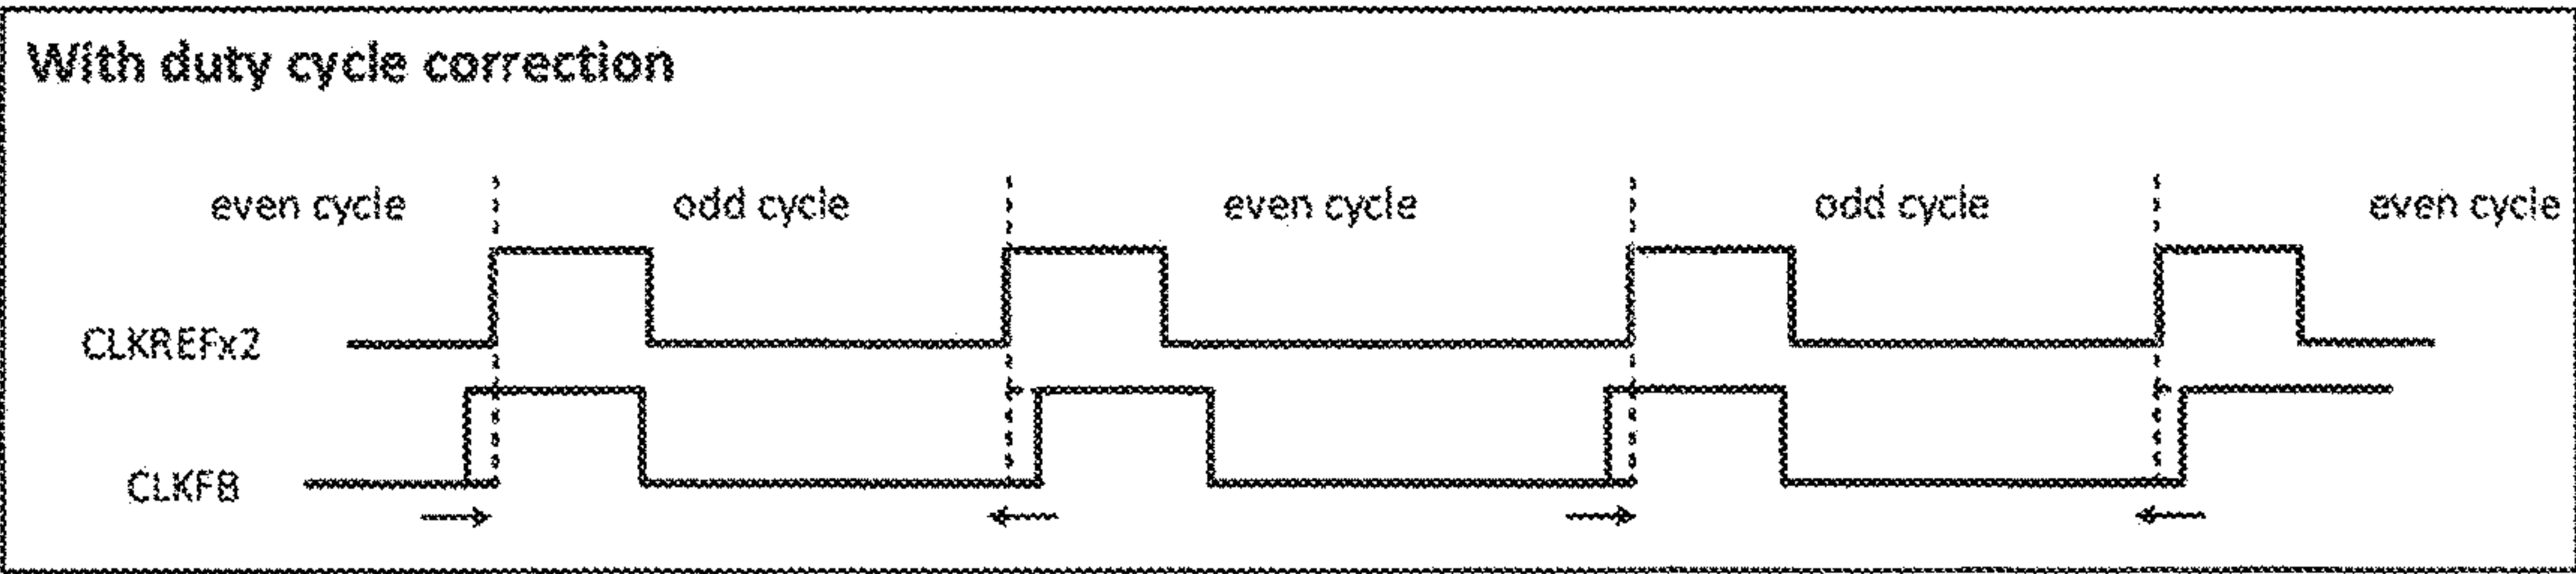 With duty cycle correction
even cycle odd cycle even cycle odd cycle even cycle
CLKREFx2
CLKFB